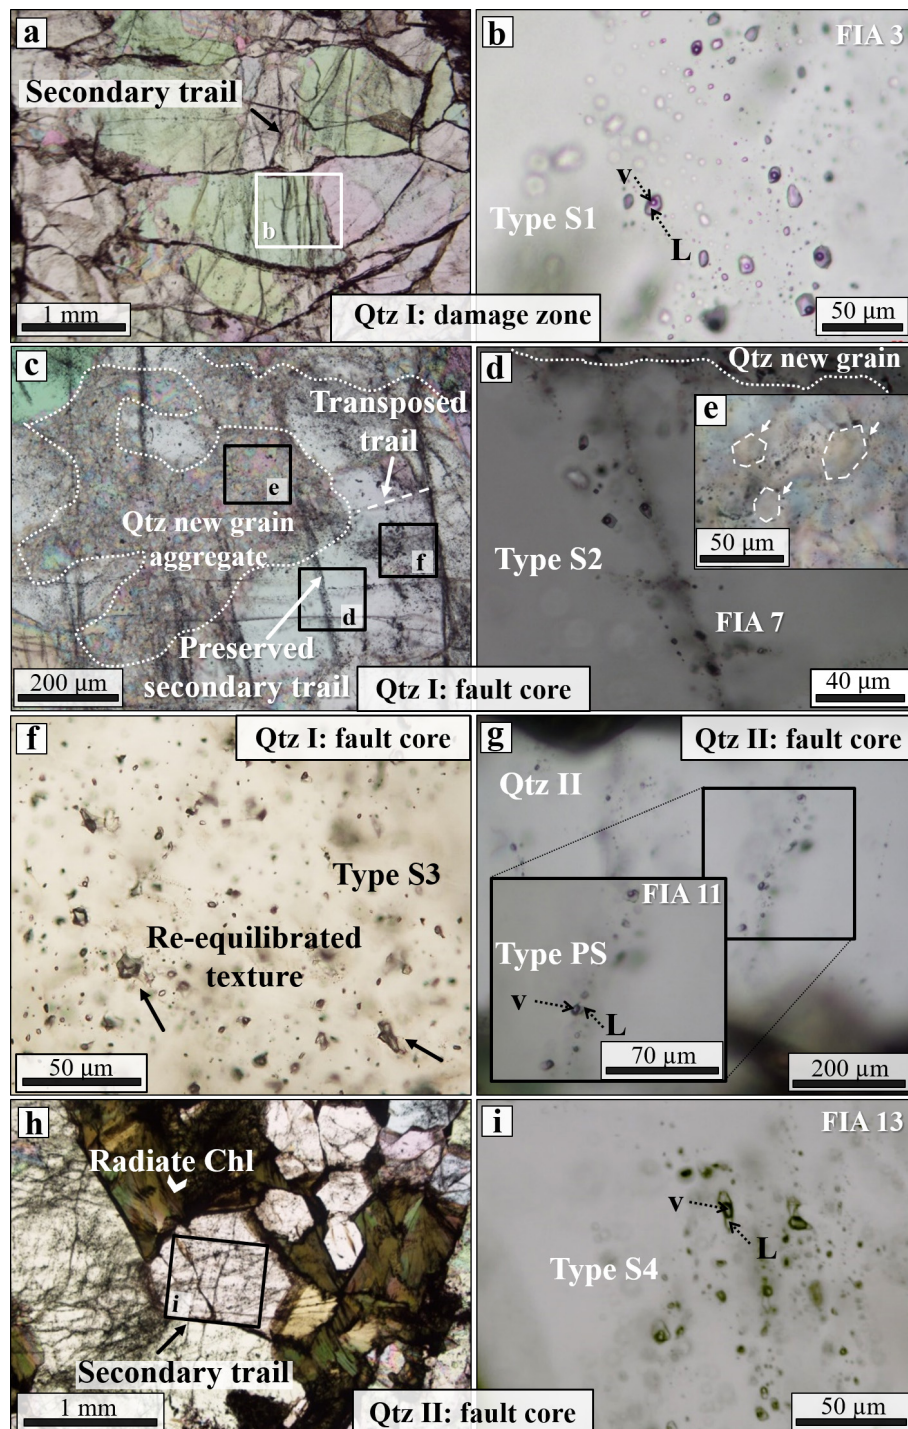 a
Secondary trail
b
1 mm
Qtz I: damage zone
b
FIA 3
v
Type S1
L
50 µm
c
Transposed
trail
e
Qtz new grain
aggregate
f
d
Preserved
secondary trail
200 µm
Qtz I: fault core
d
Qtz new grain
e
50 µm
Type S2
FIA 7
40 µm
f
Qtz I: fault core
Type S3
Re-equilibrated
texture
50 µm
g
Qtz II: fault core
Qtz II
FIA 11
Type PS
v
L
70 µm
200 µm
h
Radiate Chl
i
Secondary trail
1 mm
Qtz II: fault core
i
FIA 13
v
L
Type S4
50 µm